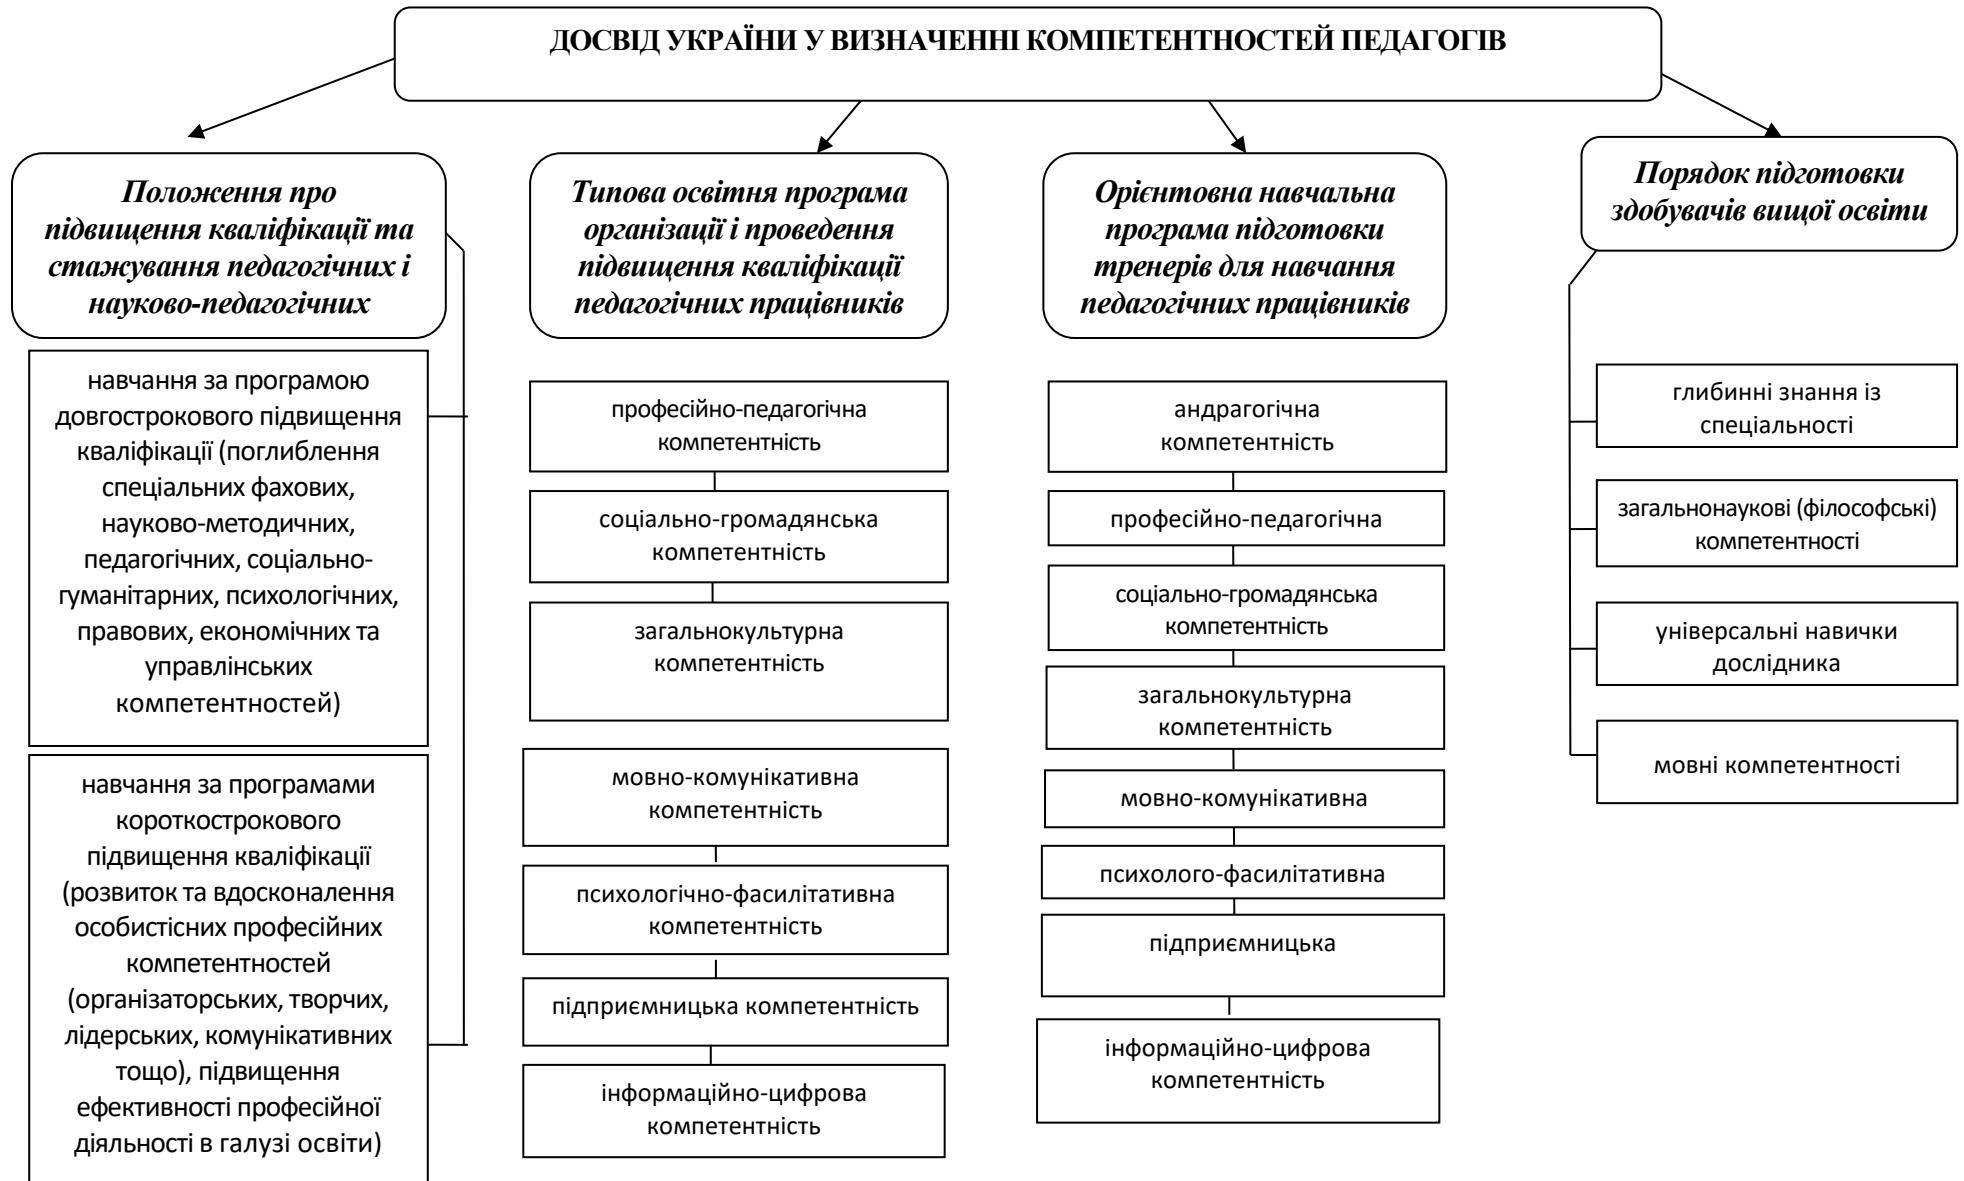 ДОСВІД УКРАЇНИ У ВИЗНАЧЕННІ КОМПЕТЕНТНОСТЕЙ ПЕДАГОГІВ
Положення про
підвищення кваліфікації та
стажування педагогічних і
науково-педагогічних
навчання за програмою
довгострокового підвищення
кваліфікації (поглиблення
спеціальних фахових,
науково-методичних,
педагогічних, соціально-
гуманітарних, психологічних,
правових, економічних та
управлінських
компетентностей)
навчання за програмами
короткострокового
підвищення кваліфікації
(розвиток та вдосконалення
особистісних професійних
компетентностей
(організаторських, творчих,
лідерських, комунікативних
тощо), підвищення
ефективності професійної
діяльності в галузі освіти)
Типова освітня програма
організації і проведення
підвищення кваліфікації
педагогічних працівників
професійно-педагогічна
компетентність
соціально-громадянська
компетентність
загальнокультурна
компетентність
мовно-комунікативна
компетентність
психологічно-фасилітативна
компетентність
підприємницька компетентність
інформаційно-цифрова
компетентність
Орієнтовна навчальна
програма підготовки
тренерів для навчання
педагогічних працівників
андрагогічна
компетентність
професійно-педагогічна
соціально-громадянська
компетентність
загальнокультурна
компетентність
мовно-комунікативна
психолого-фасилітативна
підприємницька
інформаційно-цифрова
компетентність
Порядок підготовки
здобувачів вищої освіти
глибинні знання із
спеціальності
загальнонаукові (філософські)
компетентності
універсальні навички
дослідника
мовні компетентності